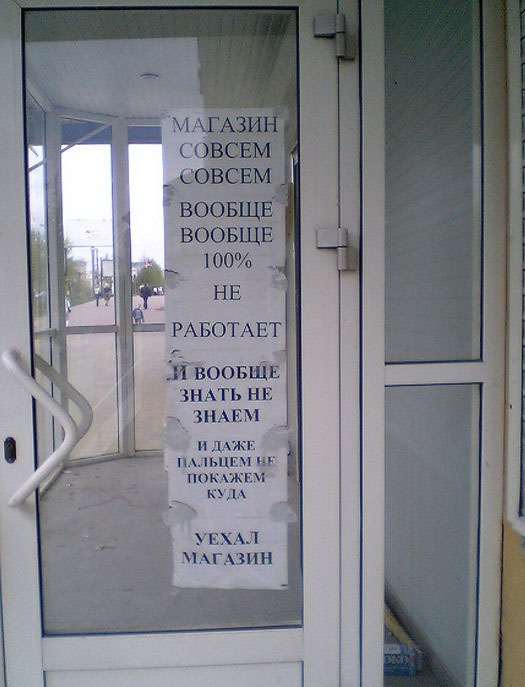 МАГАЗИН
СОВСЕМ
СОВСЕМ
ВООБЩЕ
ВООБЩЕ
100%
НЕ
РАБОТАЕТ
И ВООБЩЕ
ЗНАТЬ НЕ
ЗНАЕМ
И ДАЖЕ
ПАЛЬЦЕМ НЕ
ПОКАЖЕМ
КУДА
УЕХАЛ
МАГАЗИН